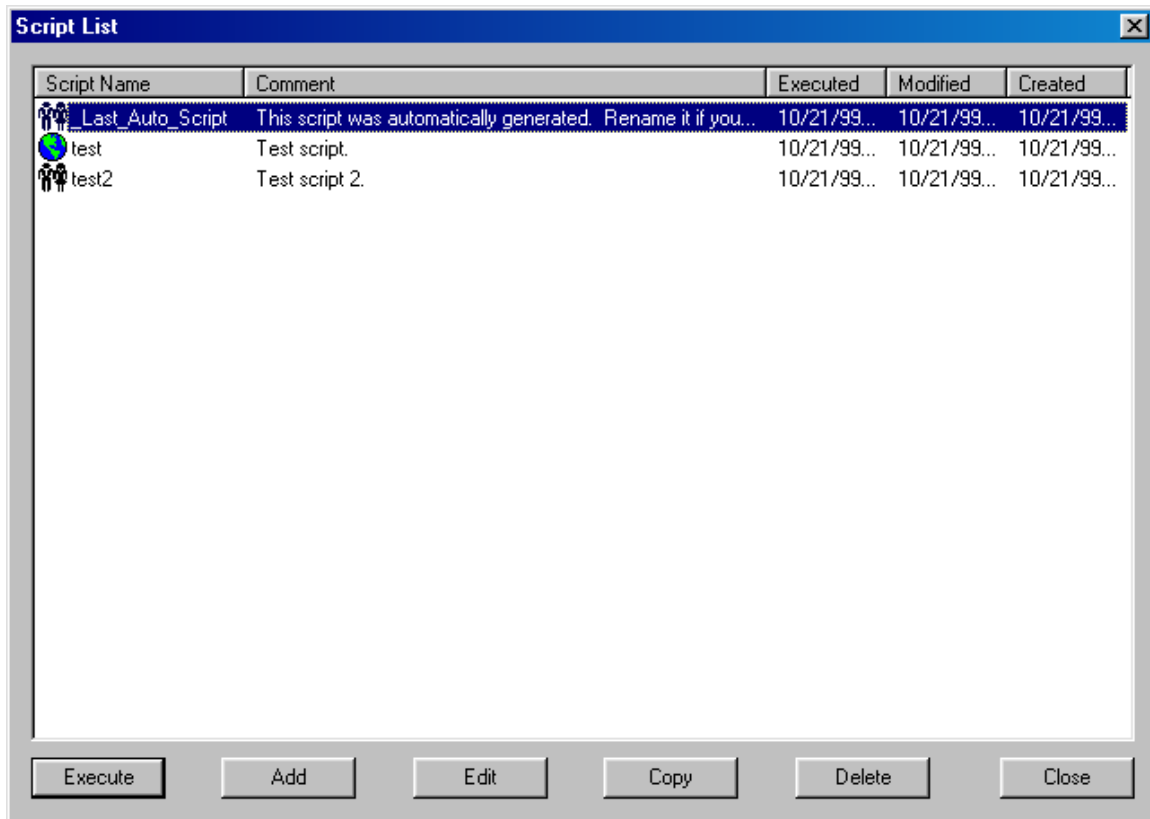 Script List
Script Name Comment Executed Modified Created
_Last_Auto_Script This script was automatically generated. Rename it if you... 10/21/99... 10/21/99... 10/21/99...
test Test script. 10/21/99... 10/21/99... 10/21/99...
test2 Test script 2. 10/21/99... 10/21/99... 10/21/99...
Execute Add Edit Copy Delete Close